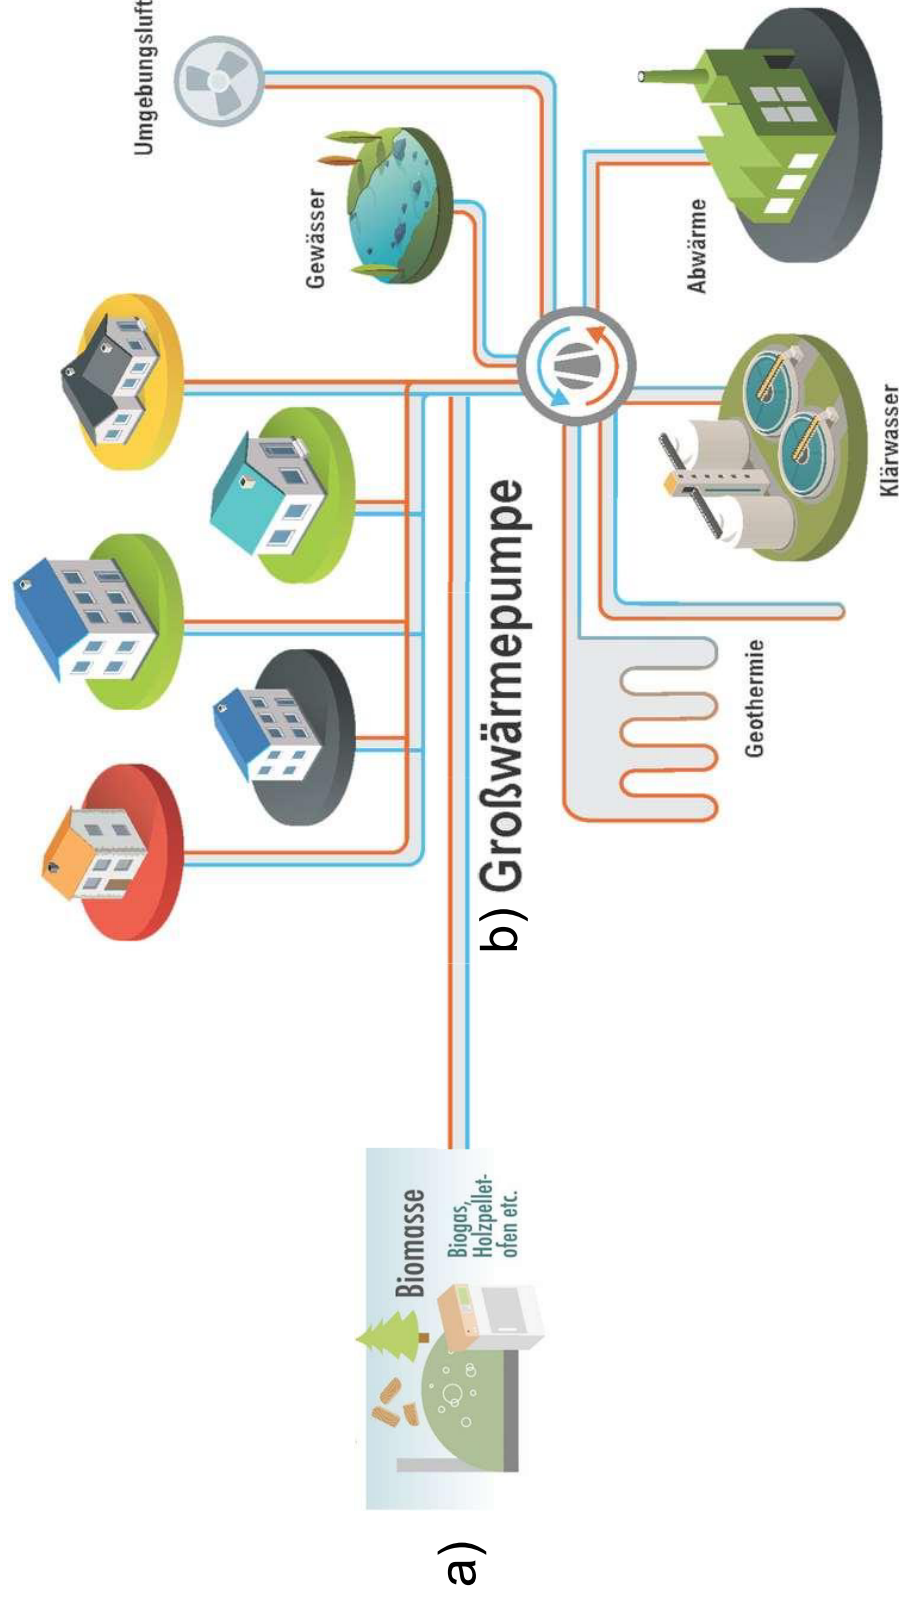 a)
Biomasse
Biogas,
Holzpellet-
ofen etc.
b) Großwärmepumpe
Geothermie
Klärwasser
Abwärme
Gewässer
Umgebungsluft